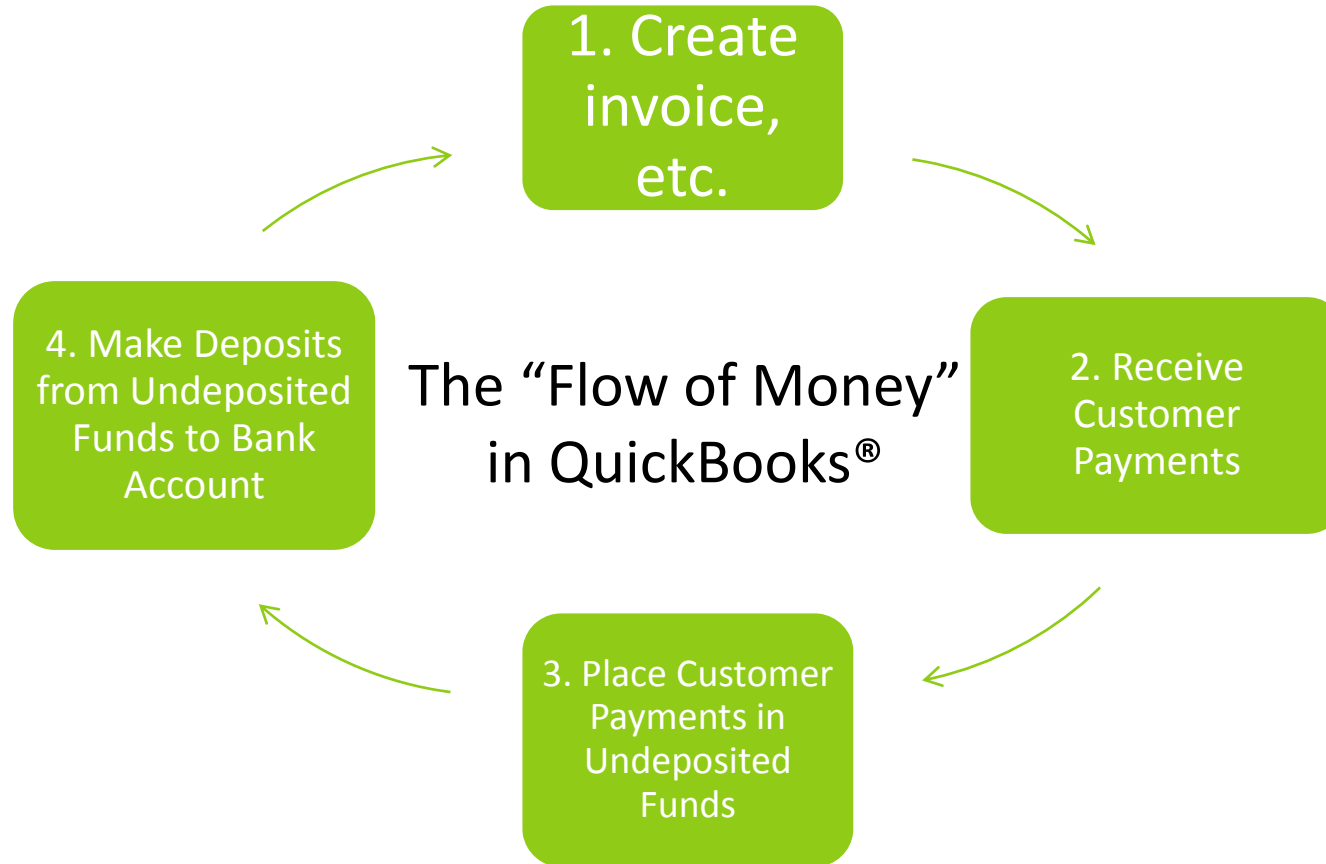 1. Create
invoice,
etc.
2. Receive
Customer
Payments
3. Place Customer
Payments in
Undeposited
Funds
4. Make Deposits
from Undeposited
Funds to Bank
Account
The “Flow of Money”
in QuickBooks®